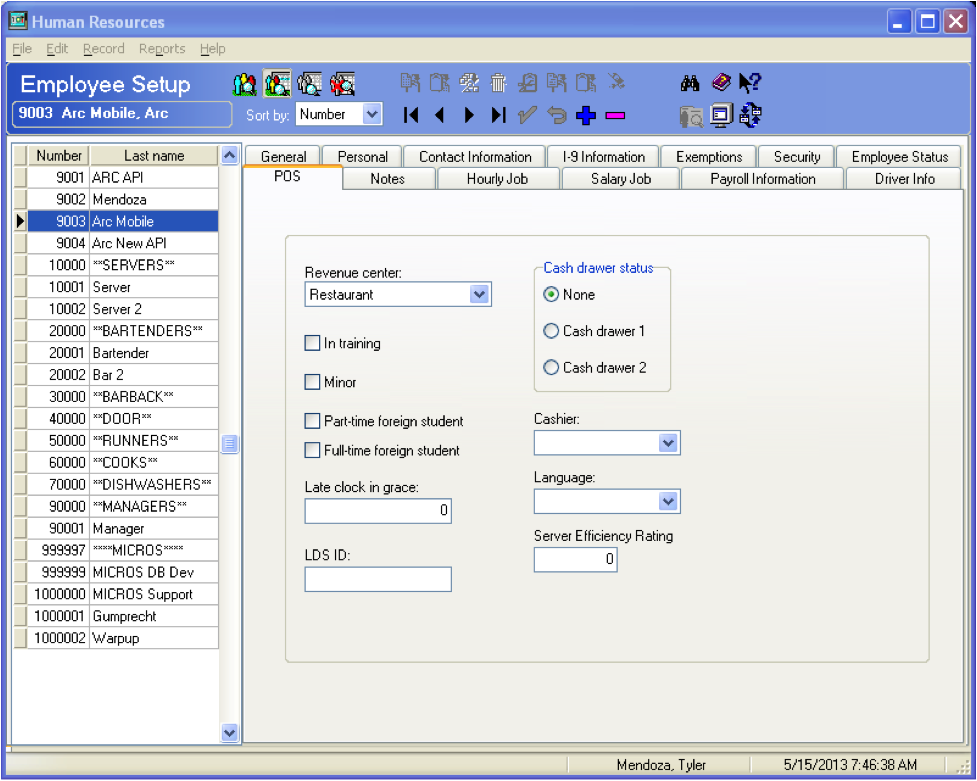 Human Resources
File Edit Record Reports Help
Employee Setup
9003 Arc Mobile, Arc
Sort by: Number
Number Last name
9001 ARC API
9002 Mendoza
9003 Arc Mobile
9004 Arc New API
10000 **SERVERS**
10001 Server
10002 Server 2
20000 **BARTENDERS**
20001 Bartender
20002 Bar 2
30000 **BARBACK**
40000 **DOOR**
50000 **RUNNERS**
60000 **COOKS**
70000 **DISHWASHERS**
90000 **MANAGERS**
90001 Manager
999997 ****MICROS****
999999 MICROS DB Dev
1000000 MICROS Support
1000001 Gumprecht
1000002 Warpup
General Personal Contact Information I-9 Information Exemptions Security Employee Status
POS Notes Hourly Job Salary Job Payroll Information Driver Info
Revenue center:
Restaurant
In training
Minor
Part-time foreign student
Full-time foreign student
Late clock in grace:
0
LDS ID:
Cash drawer status
None
Cash drawer 1
Cash drawer 2
Cashier:
Language:
Server Efficiency Rating
0
Mendoza, Tyler 5/15/2013 7:46:38 AM